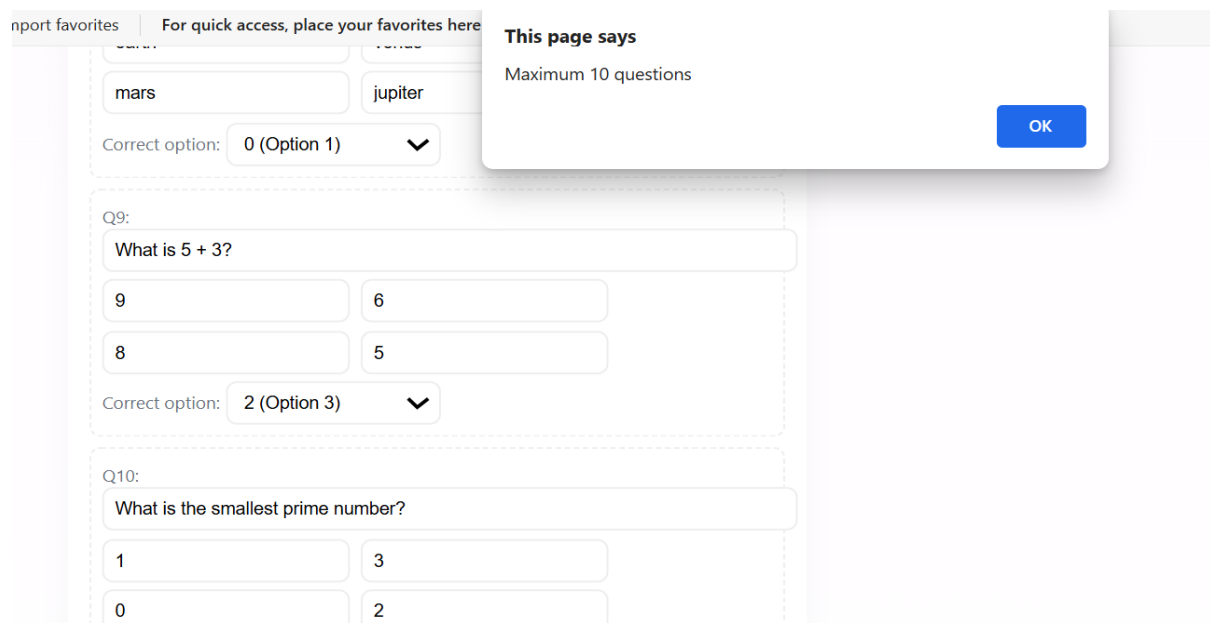 mport favorites
For quick access, place your favorites here
This page says
Maximum 10 questions
OK
mars
jupiter
Correct option: 0 (Option 1)
Q9:
What is 5 + 3?
9
6
8
5
Correct option: 2 (Option 3)
Q10:
What is the smallest prime number?
1
3
0
2